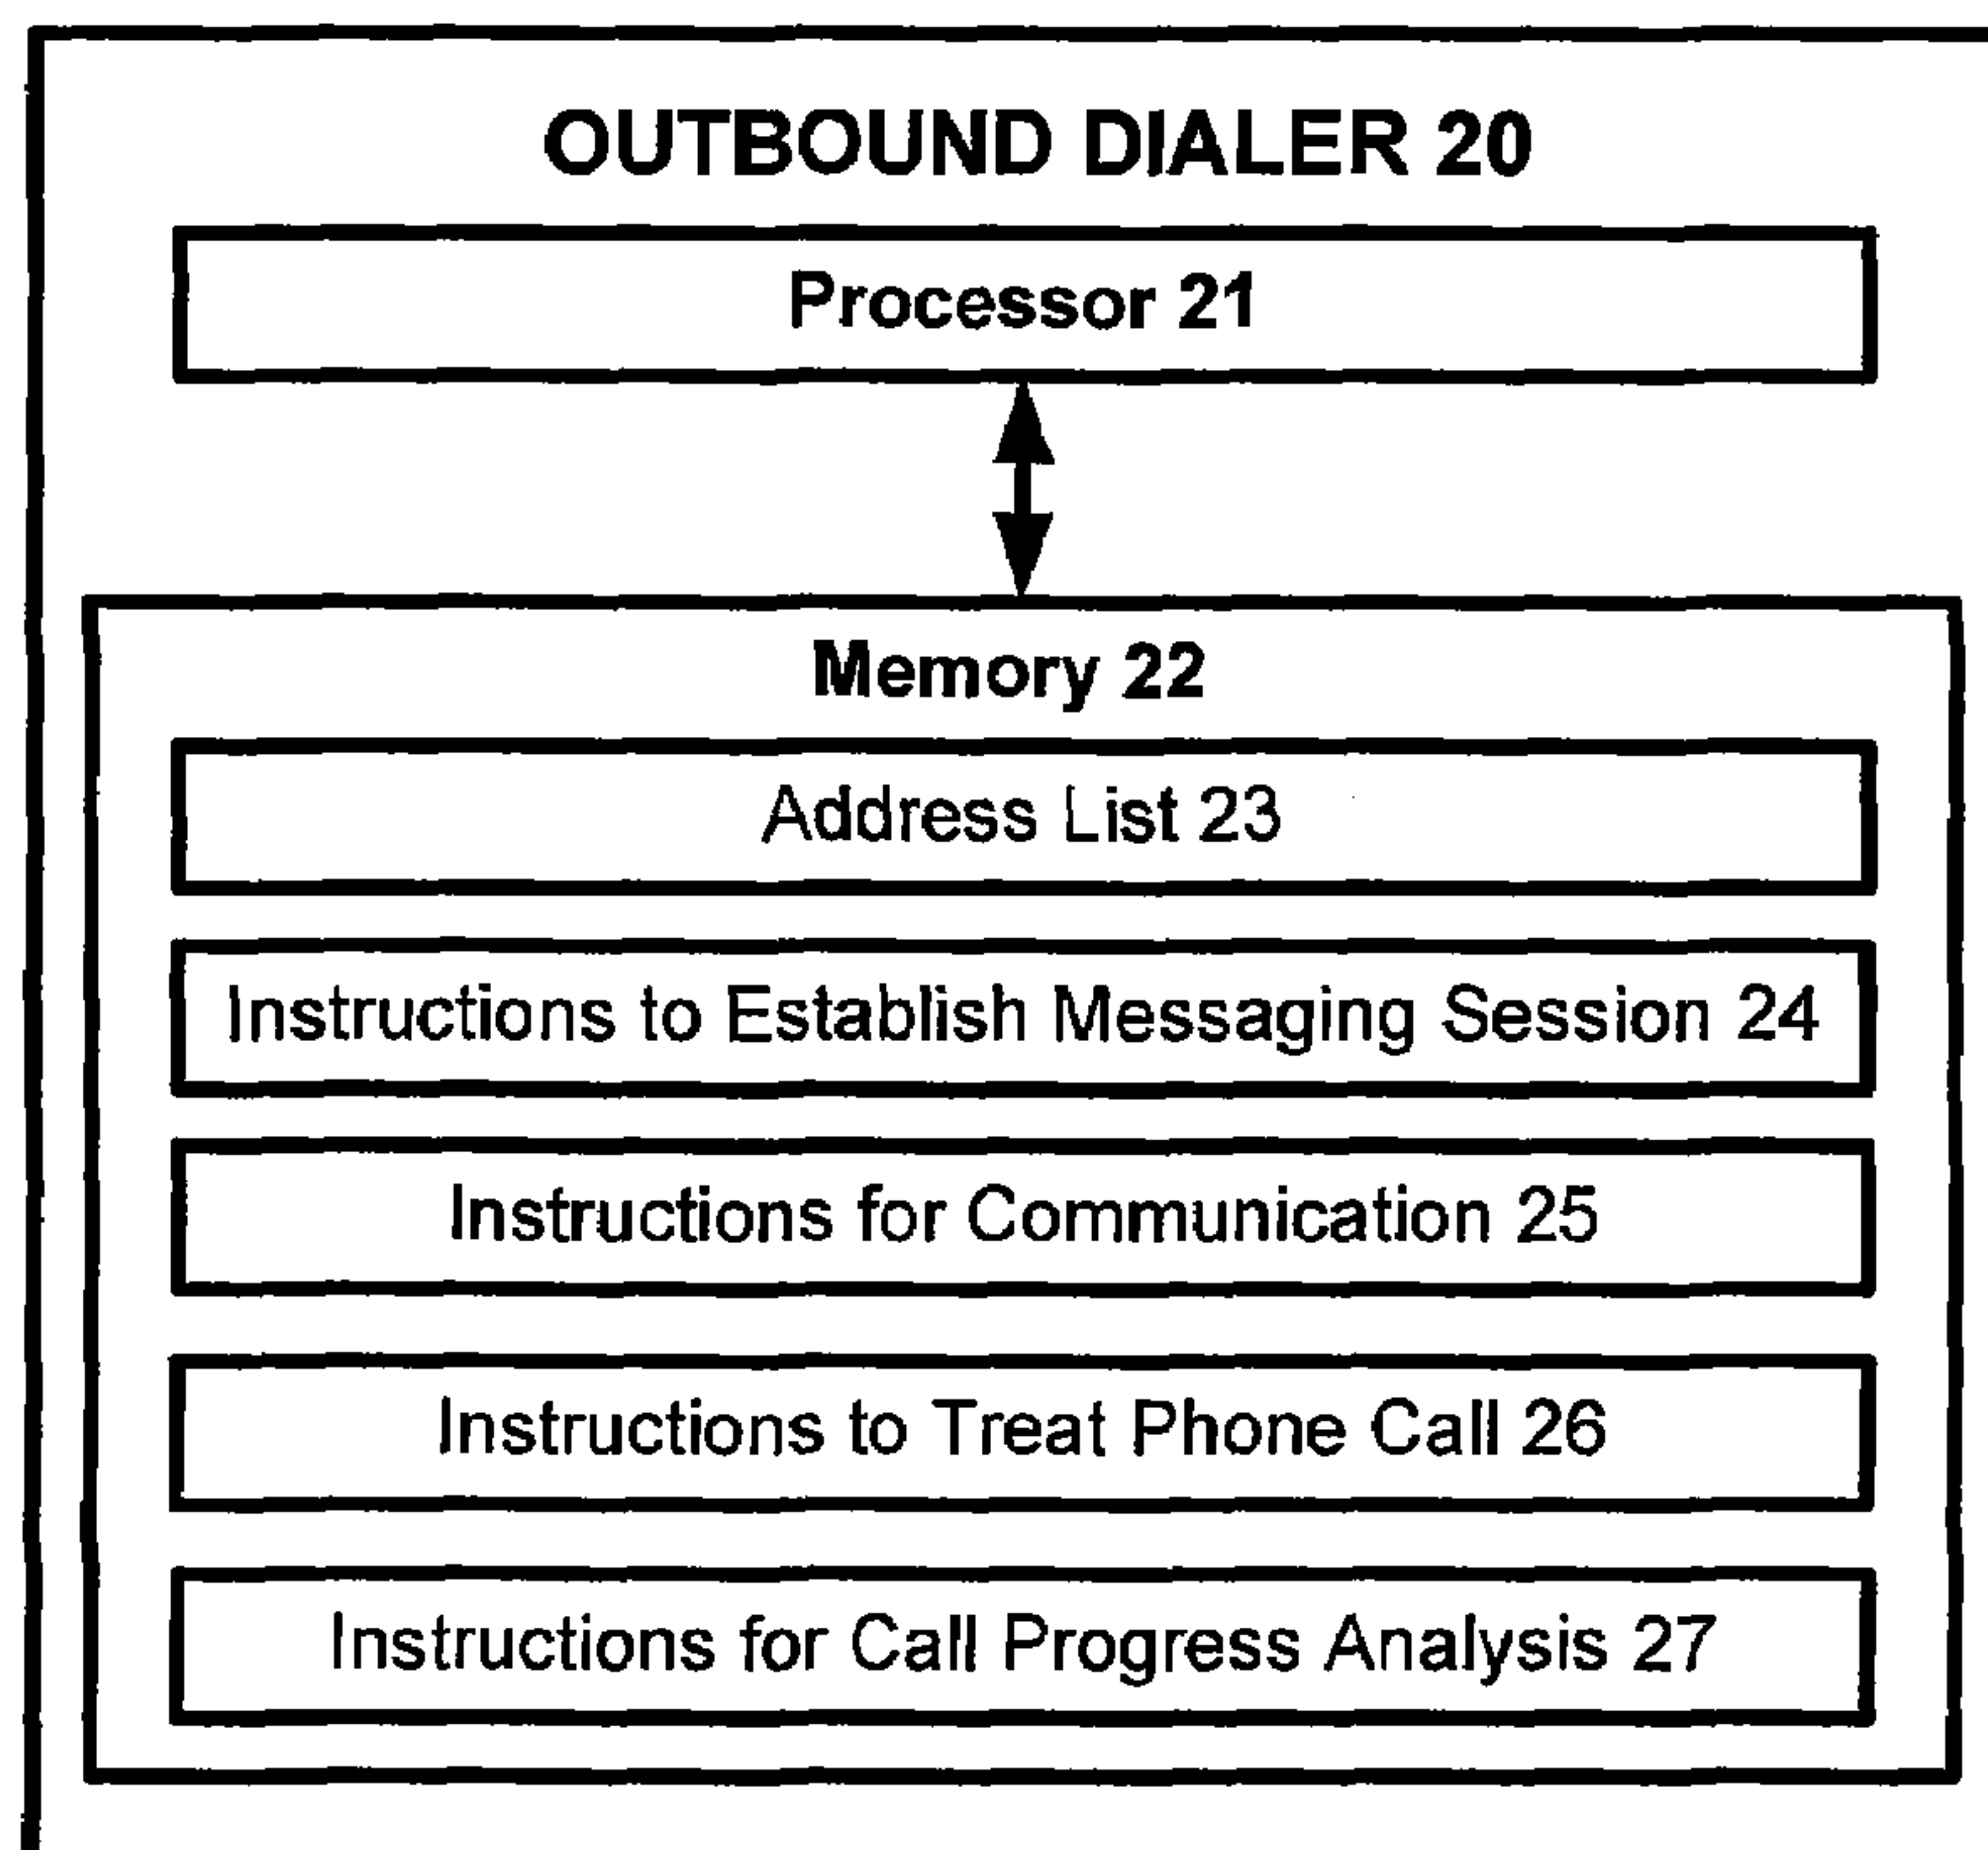 OUTBOUND DIALER 20
Processor 21
Memory 22
Address List 23
Instructions to Establish Messaging Session 24
Instructions for Communication 25
Instructions to Treat Phone Call 26
Instructions for Call Progress Analysis 27